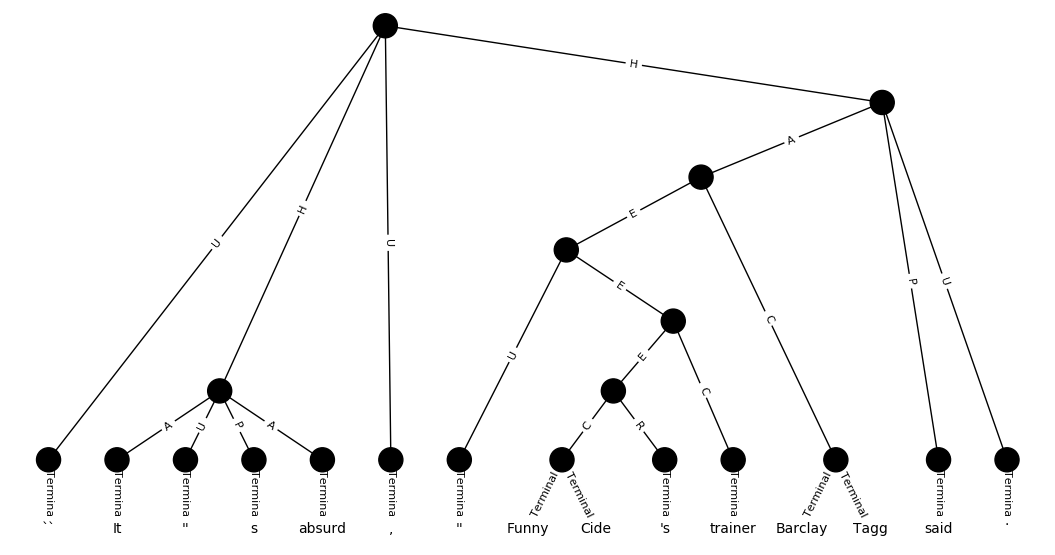 H
A
U
H
U
E
E
P
U
U
E
C
E
C
A
U
P
A
C
R
Termina Termina Termina Termina Termina Termina Termina Terminal Terminal Termina Termina Terminal Terminal Termina Termina
`` It " s absurd , " Funny Cide 's trainer Barclay Tagg said .